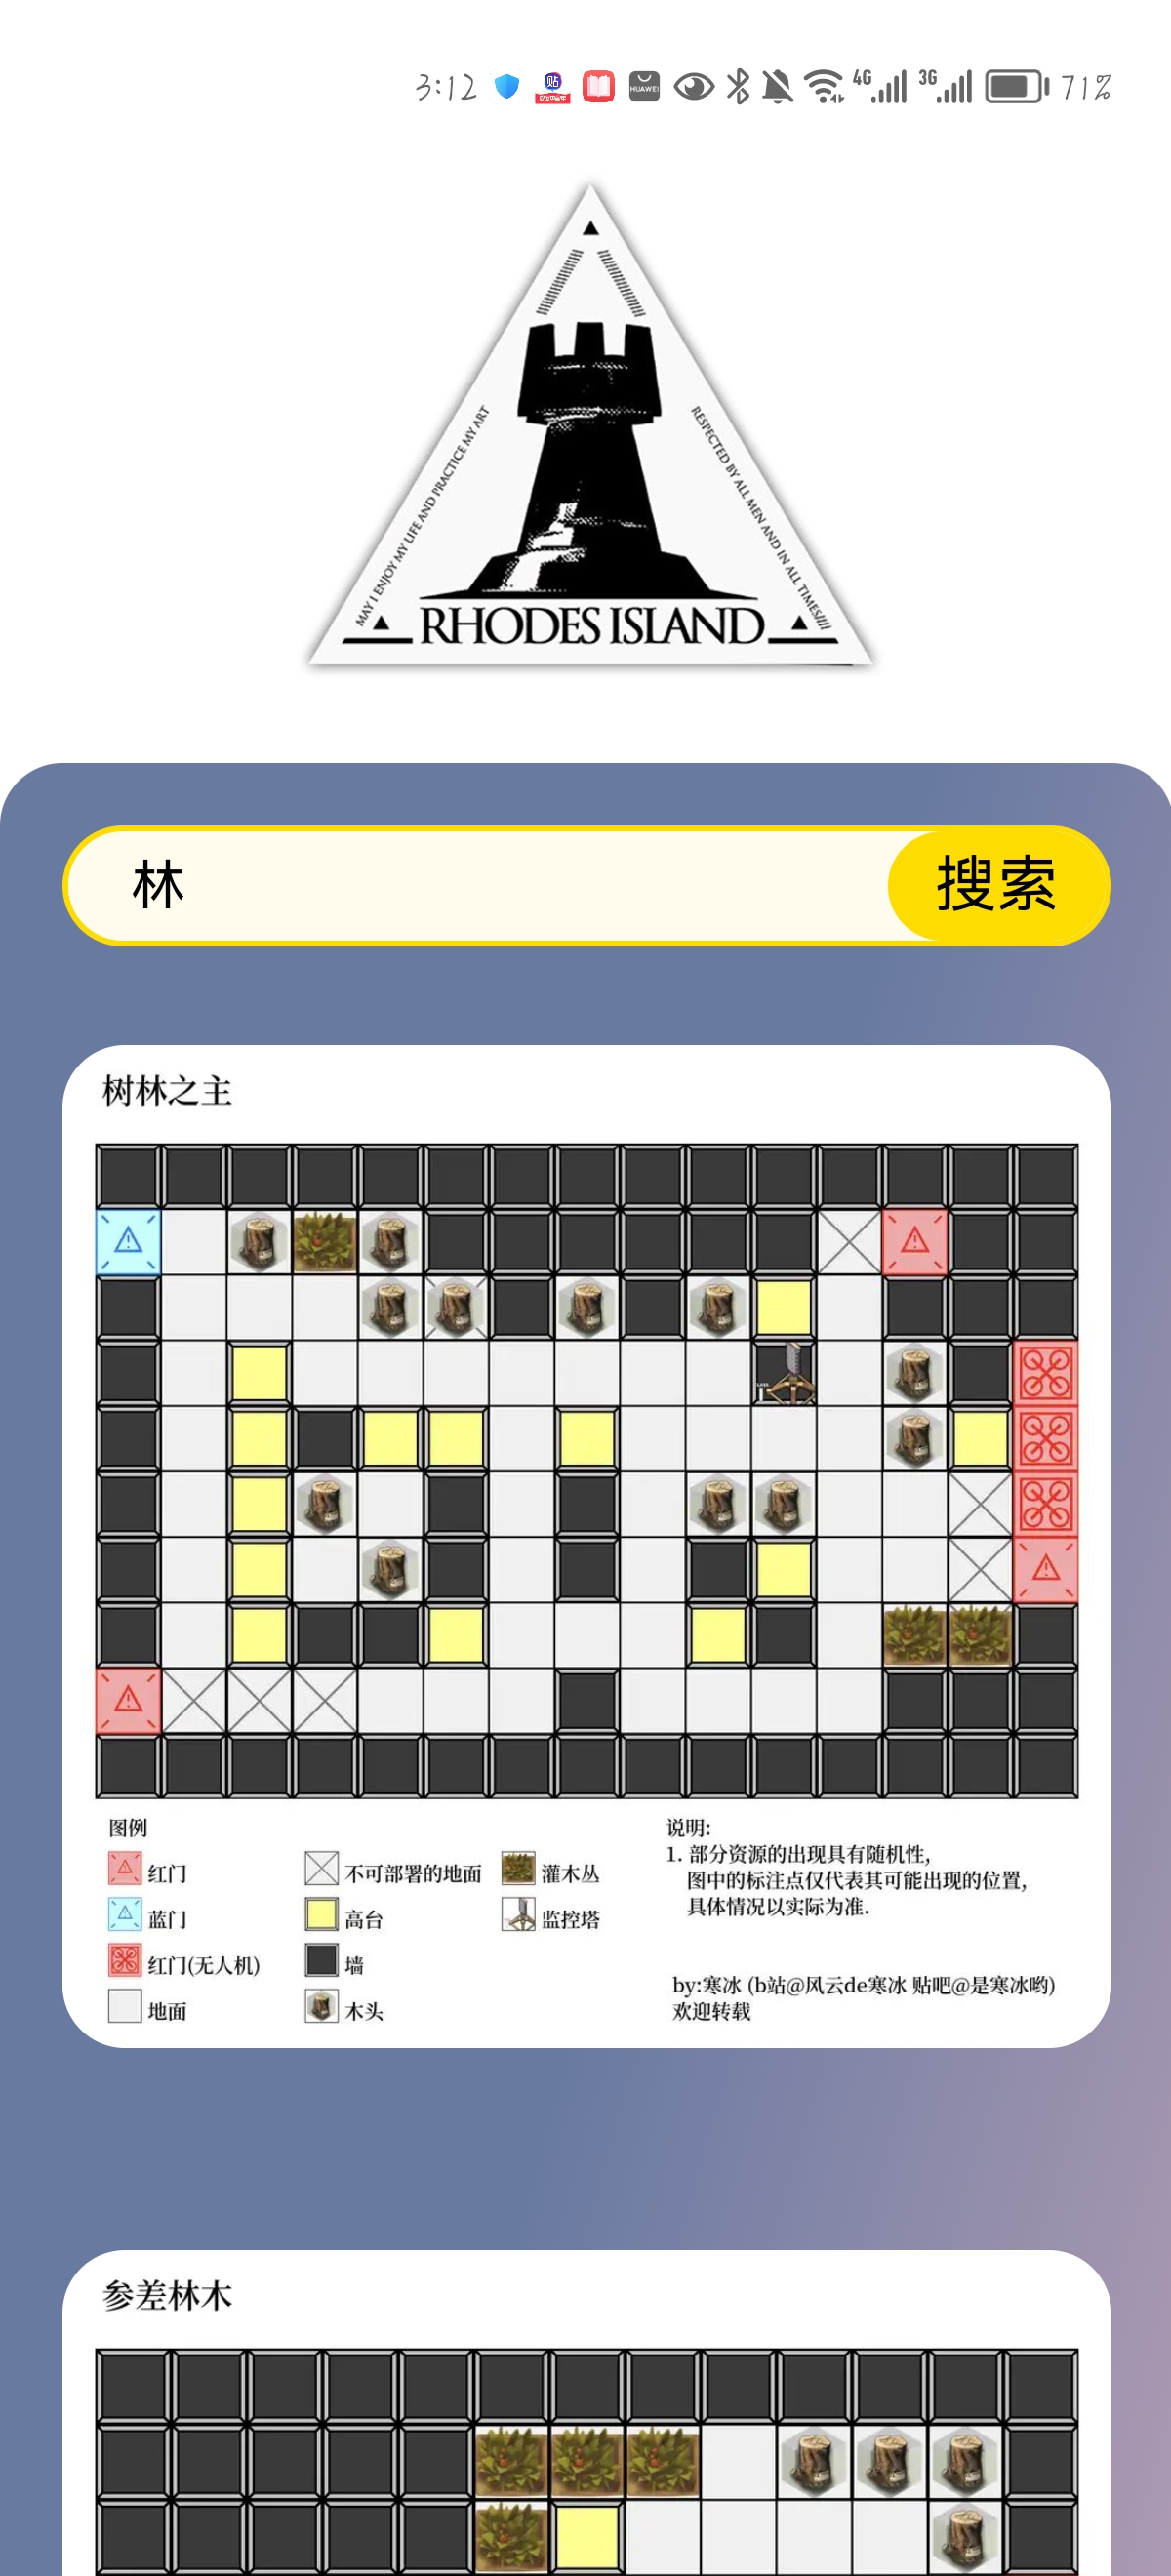 3:12 贴 HUAWEI 4G 3G 71%
MAY I ENJOY MY LIFE AND PRACTICE MY ART
RESPECTED BY ALL MEN AND IN ALL TIMES!!!!
RHODES ISLAND
林 搜索
树林之主
图例
红门
蓝门
红门(无人机)
地面
不可部署的地面
高台
墙
木头
灌木丛
监控塔
说明:
1. 部分资源的出现具有随机性,
图中的标注点仅代表其可能出现的位置,
具体情况以实际为准.
by:寒冰 (b站@风云de寒冰 贴吧@是寒冰哟)
欢迎转载
参差林木